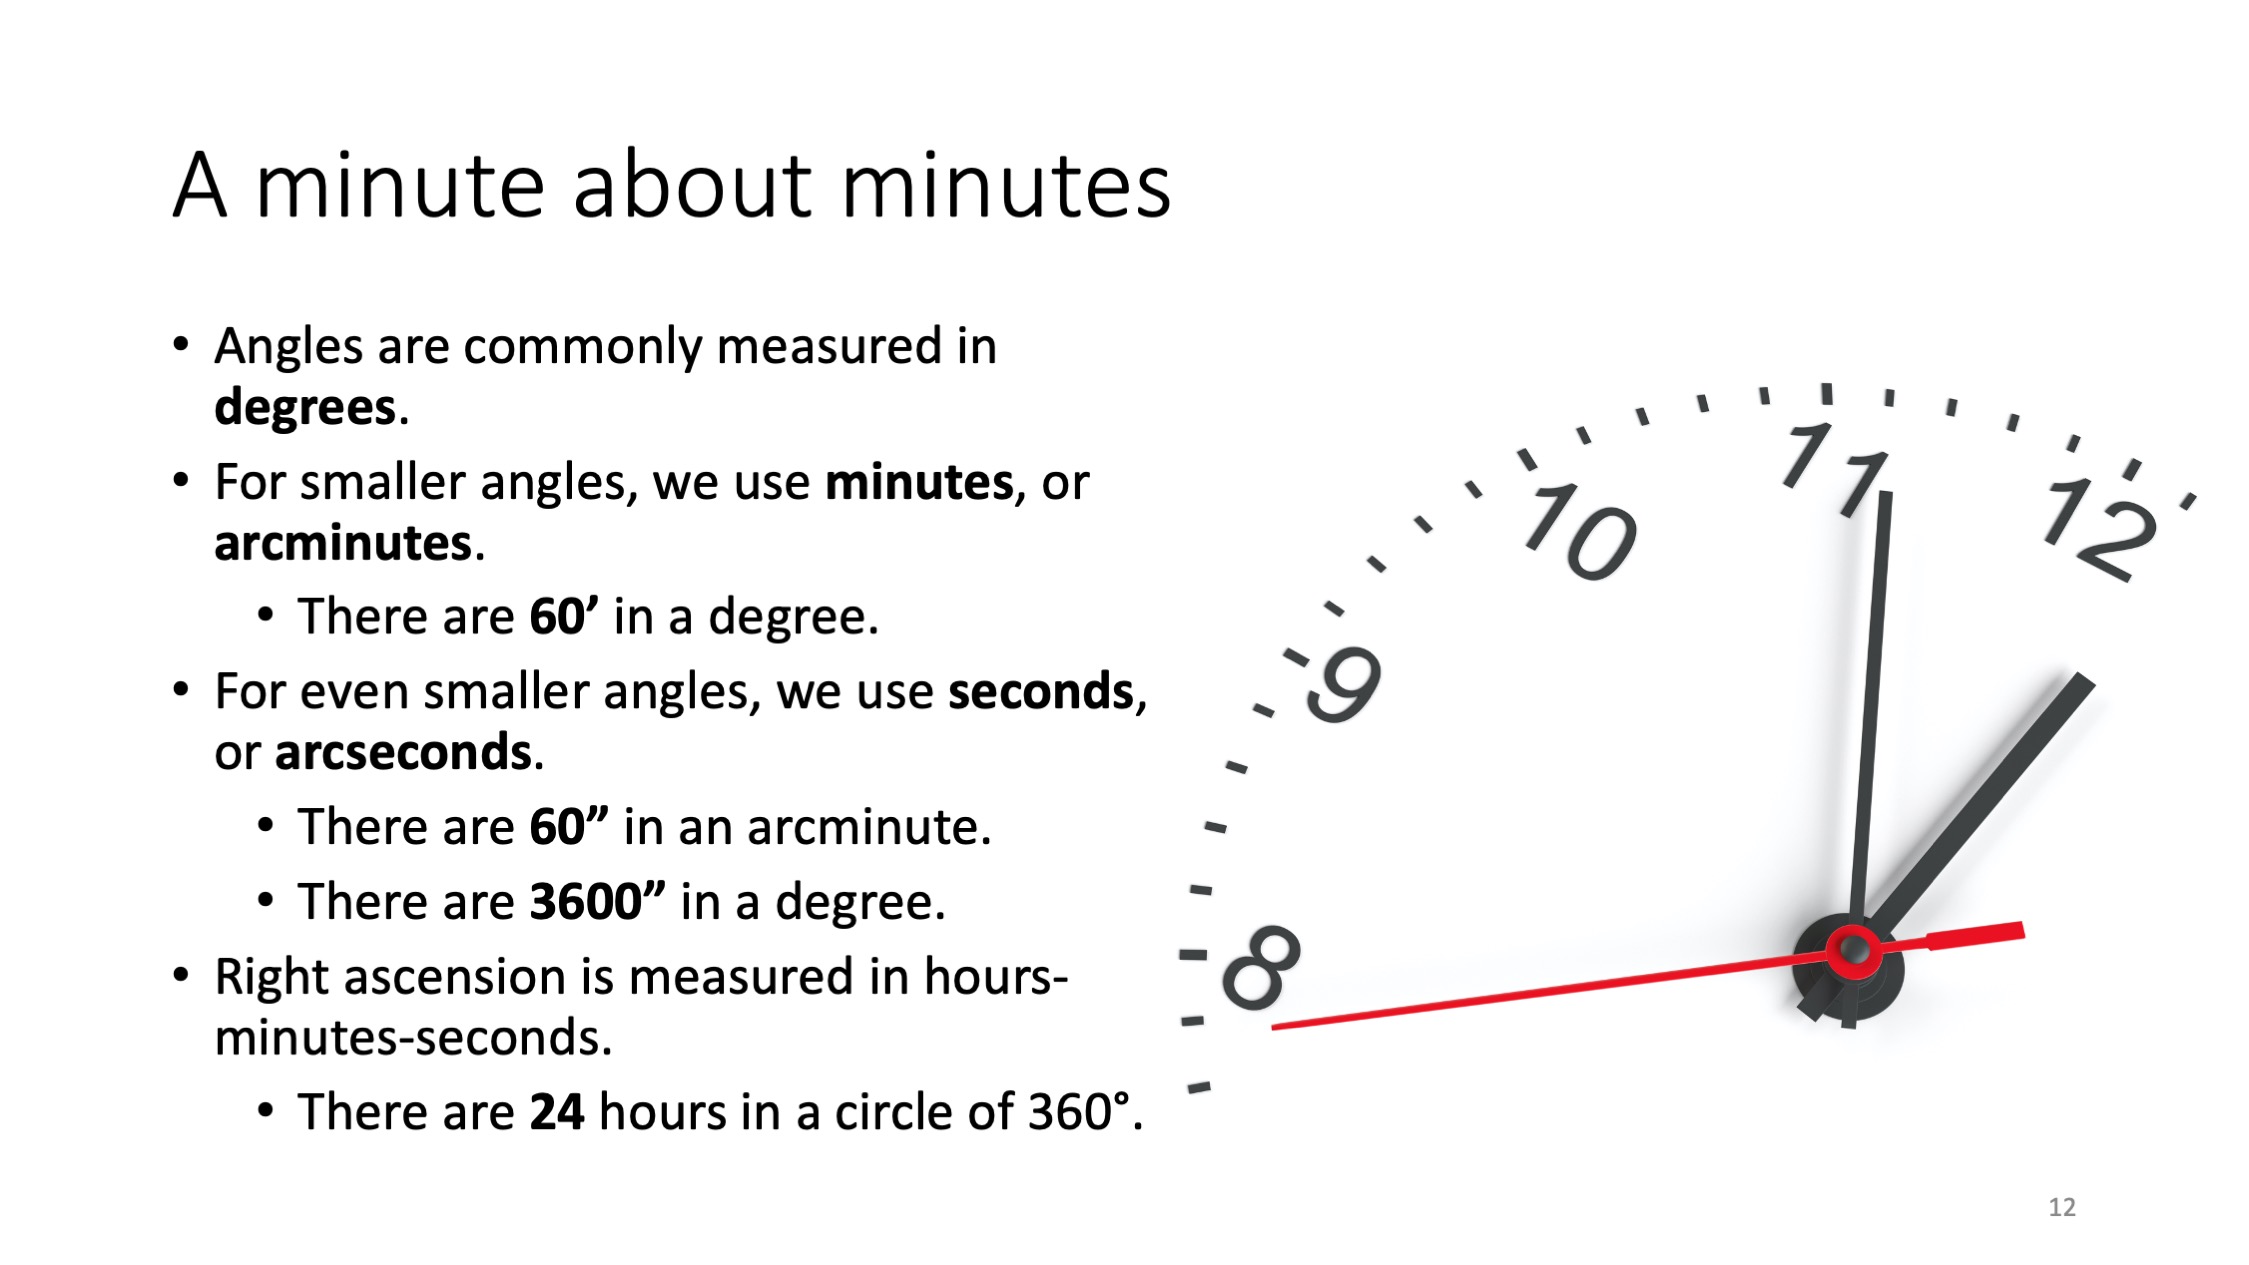 A minute about minutes
• Angles are commonly measured in
degrees.
• For smaller angles, we use minutes, or
arcminutes.
• There are 60’ in a degree.
• For even smaller angles, we use seconds,
or arcseconds.
• There are 60” in an arcminute.
• There are 3600” in a degree.
• Right ascension is measured in hours-
minutes-seconds.
• There are 24 hours in a circle of 360°.
8
9
10
11
12
12